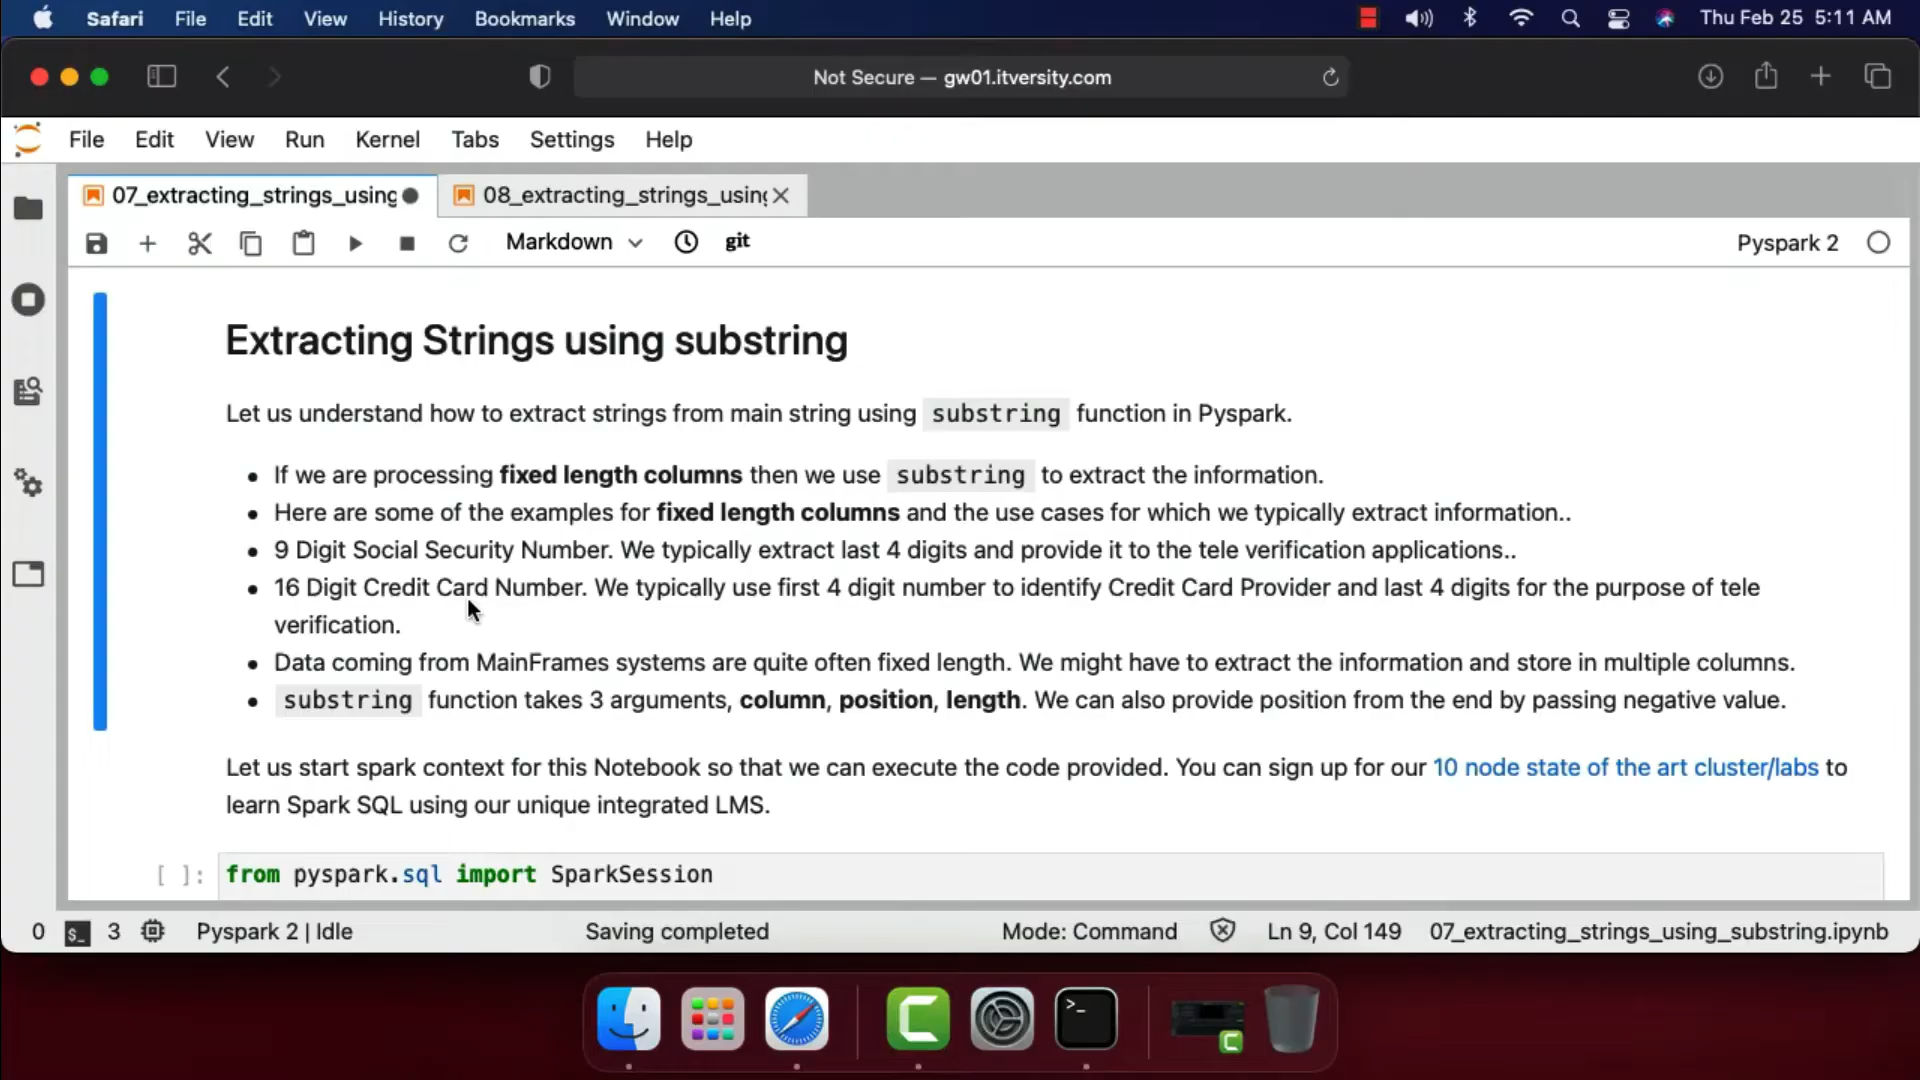 Safari File Edit View History Bookmarks Window Help Thu Feb 25 5:11 AM
Not Secure — gw01.itversity.com
File Edit View Run Kernel Tabs Settings Help
07_extracting_strings_using 08_extracting_strings_using
Markdown git Pyspark 2
Extracting Strings using substring
Let us understand how to extract strings from main string using substring function in Pyspark.
• If we are processing fixed length columns then we use substring to extract the information.
• Here are some of the examples for fixed length columns and the use cases for which we typically extract information..
• 9 Digit Social Security Number. We typically extract last 4 digits and provide it to the tele verification applications..
• 16 Digit Credit Card Number. We typically use first 4 digit number to identify Credit Card Provider and last 4 digits for the purpose of tele
verification.
• Data coming from MainFrames systems are quite often fixed length. We might have to extract the information and store in multiple columns.
• substring function takes 3 arguments, column, position, length. We can also provide position from the end by passing negative value.
Let us start spark context for this Notebook so that we can execute the code provided. You can sign up for our 10 node state of the art cluster/labs to
learn Spark SQL using our unique integrated LMS.
[ ]: from pyspark.sql import SparkSession
0 $_ 3 Pyspark 2 | Idle Saving completed Mode: Command Ln 9, Col 149 07_extracting_strings_using_substring.ipynb
>_